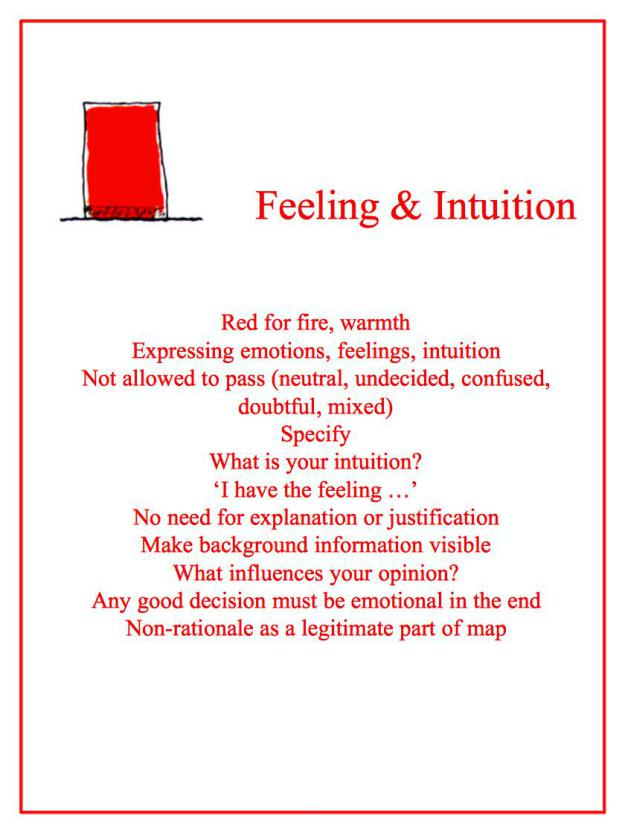 Feeling & Intuition
Red for fire, warmth
Expressing emotions, feelings, intuition
Not allowed to pass (neutral, undecided, confused,
doubtful, mixed)
Specify
What is your intuition?
‘I have the feeling …’
No need for explanation or justification
Make background information visible
What influences your opinion?
Any good decision must be emotional in the end
Non-rationale as a legitimate part of map